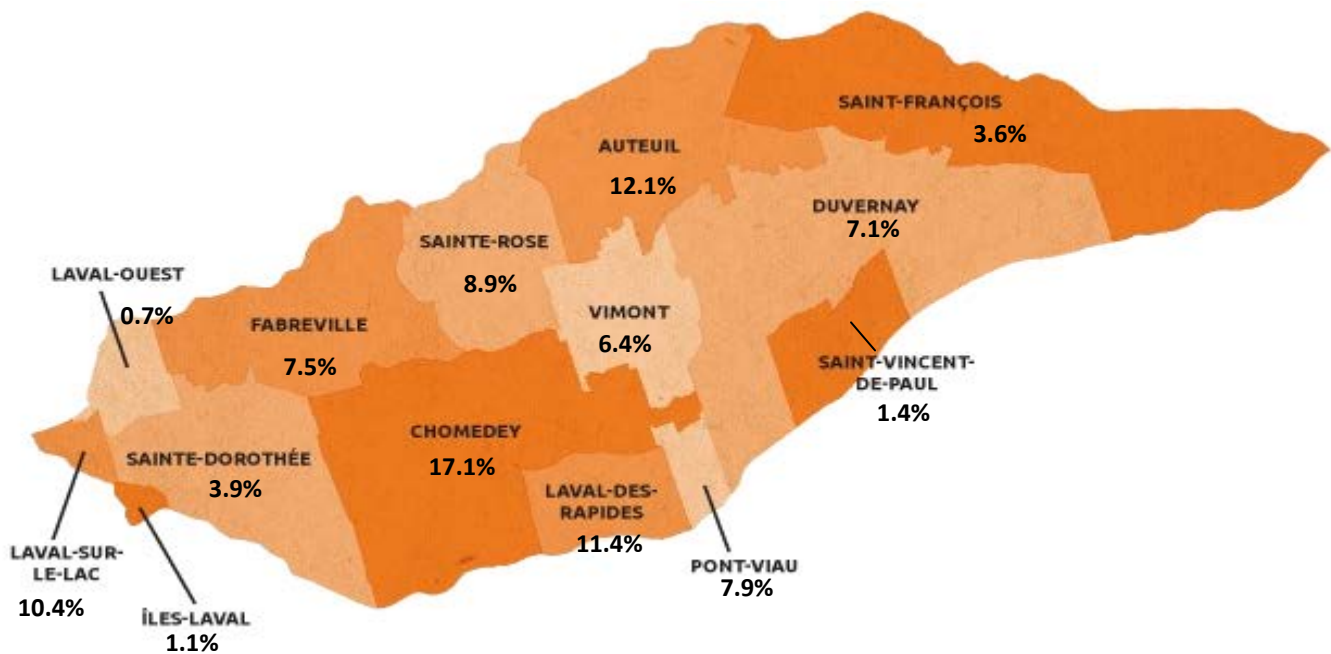 SAINT-FRANÇOIS
3.6%
AUTEUIL
12.1%
DUVERNAY
7.1%
SAINTE-ROSE
8.9%
LAVAL-OUEST
0.7%
VIMONT
6.4%
FABREVILLE
7.5%
SAINT-VINCENT-
DE-PAUL
1.4%
CHOMEDEY
17.1%
SAINTE-DOROTHÉE
3.9%
LAVAL-DES-
RAPIDES
11.4%
LAVAL-SUR-
LE-LAC
10.4%
PONT-VIAU
7.9%
ÎLES-LAVAL
1.1%